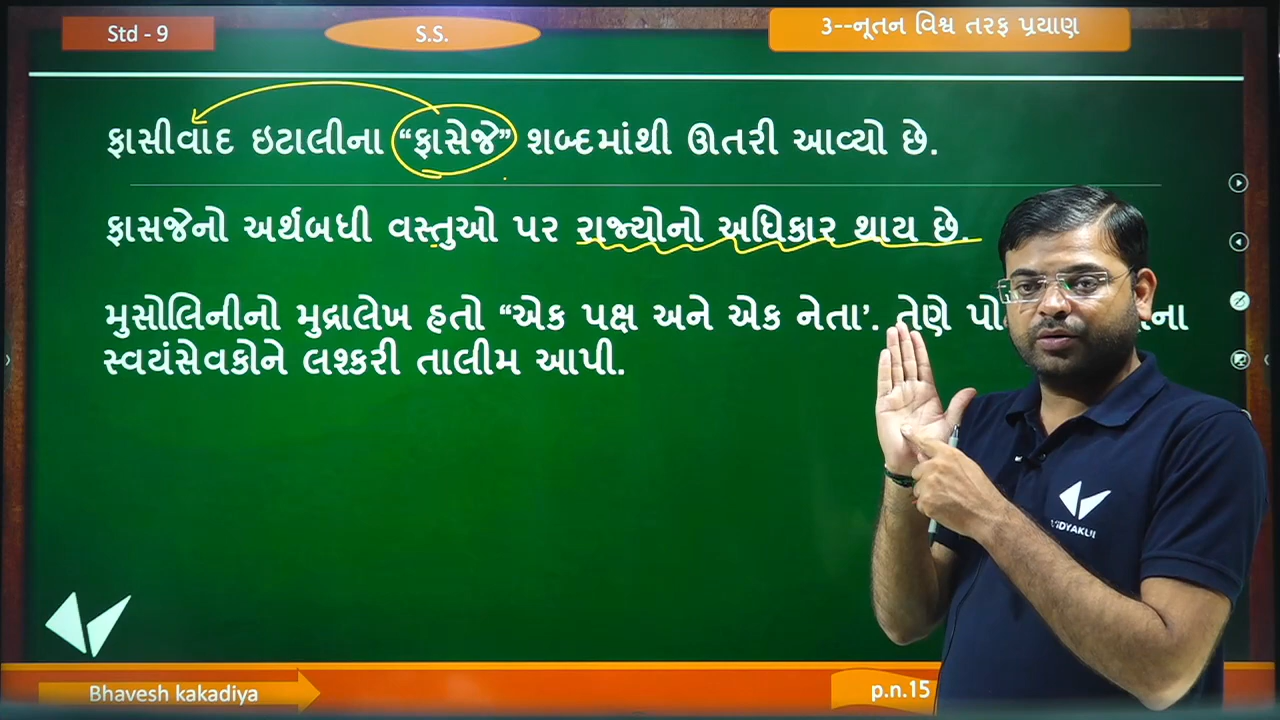 Std - 9
S.S.
૩--નૂતન વિશ્વ તરફ પ્રયાણ
ફાસીવાદ ઇટાલીના “ફાસેજે” શબ્દમાંથી ઊતરી આવ્યો છે.
ફાસજેનો અર્થબધી વસ્તુઓ પર રાજ્યોનો અધિકાર થાય છે.
મુસોલિનીનો મુદ્રાલેખ હતો “એક પક્ષ અને એક નેતા’. તેણે
સ્વયંસેવકોને લશ્કરી તાલીમ આપી.
VIDYAKUL
Bhavesh kakadiya
p.n.15